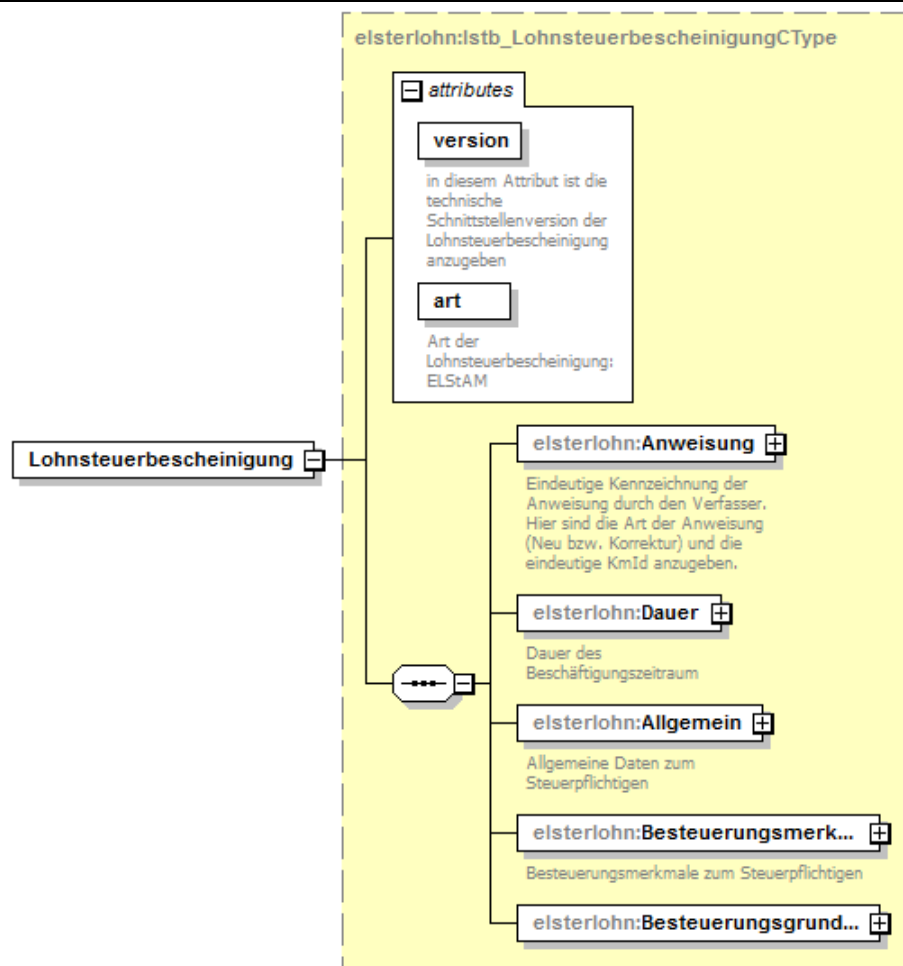 elsterlohn:lstb_LohnsteuerbescheinigungCType
attributes
version
in diesem Attribut ist die
technische
Schnittstellenversion der
Lohnsteuerbescheinigung
anzugeben
art
Art der
Lohnsteuerbescheinigung:
ELStAM
Lohnsteuerbescheinigung
elsterlohn:Anweisung
Eindeutige Kennzeichnung der
Anweisung durch den Verfasser.
Hier sind die Art der Anweisung
(Neu bzw. Korrektur) und die
eindeutige KmId anzugeben.
elsterlohn:Dauer
Dauer des
Beschäftigungszeitraum
elsterlohn:Allgemein
Allgemeine Daten zum
Steuerpflichtigen
elsterlohn:Besteuerungsmerk...
Besteuerungsmerkmale zum Steuerpflichtigen
elsterlohn:Besteuerungsgrund...